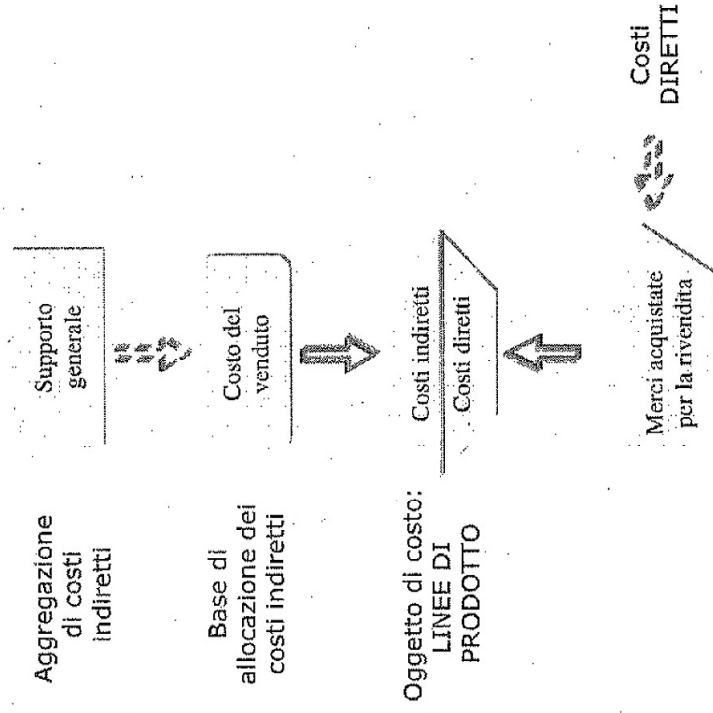 Aggregazione
di costi
indiretti
Supporto
generale
Base di
allocazione dei
costi indiretti
Costo del
venduto
Oggetto di costo:
LINEE DI
PRODOTTO
Costi indiretti
Costi diretti
Merci acquistate
per la rivendita
Costi
DIRETTI